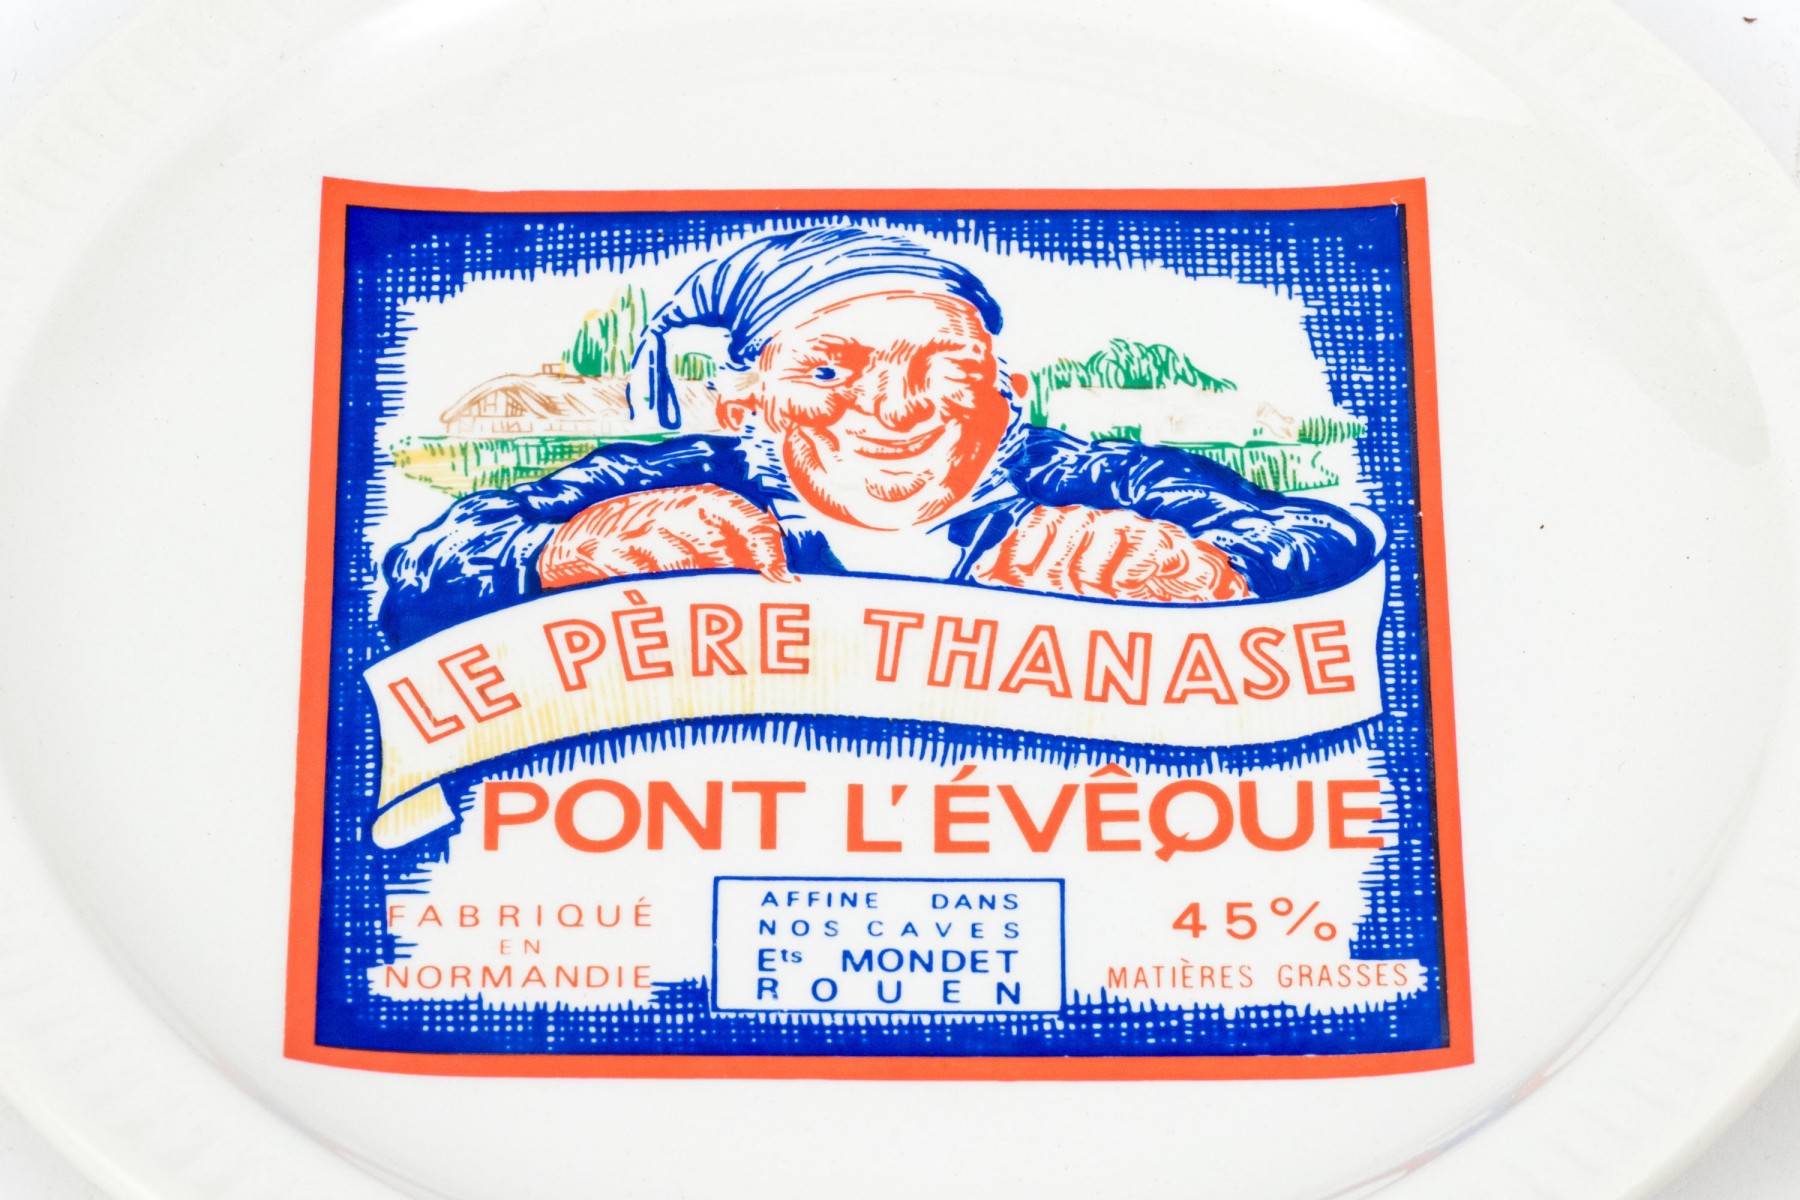 LE PÈRE THANASE
PONT L'ÉVÊQUE
FABRIQUÉ
EN
NORMANDIE
AFFINE DANS
NOS CAVES
Ets MONDET
ROUEN
45%
MATIÈRES GRASSES